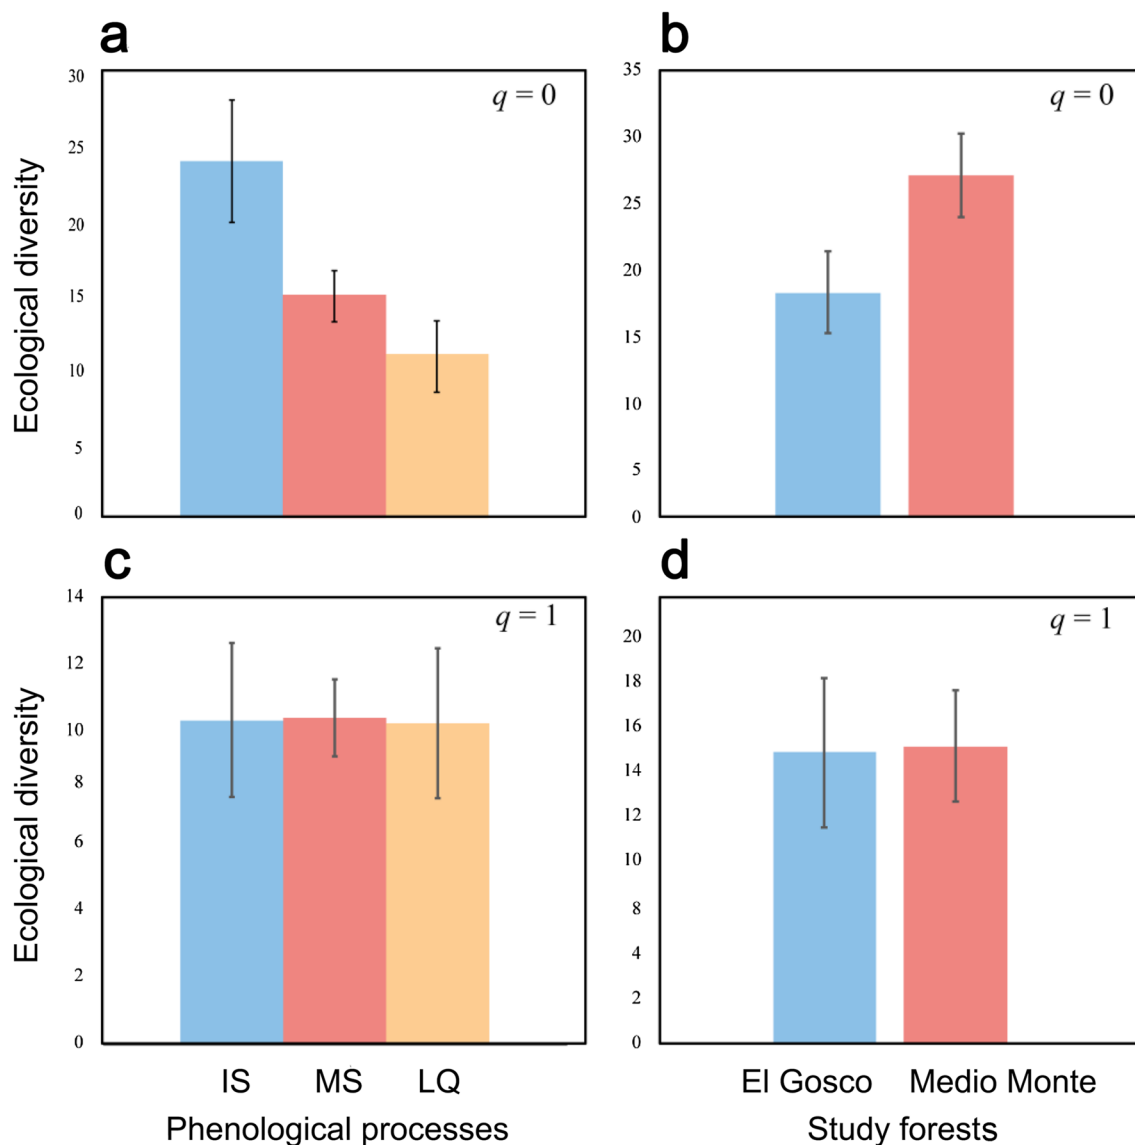 a
30
25
20
15
10
5
0
Ecological diversity
q = 0
b
35
30
25
20
15
10
5
0
q = 0
c
14
12
10
8
6
4
2
0
Ecological diversity
q = 1
IS MS LQ
Phenological processes
d
20
18
16
14
12
10
8
4
2
0
q = 1
El Gosco Medio Monte
Study forests